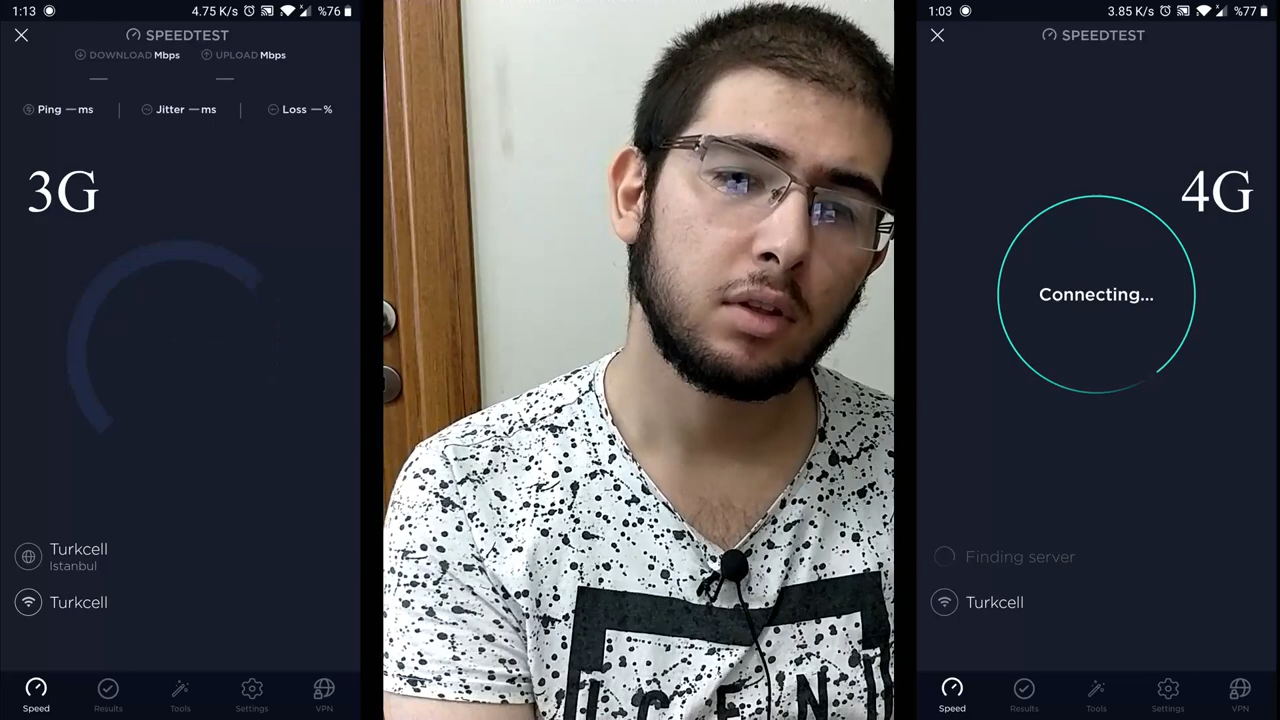 1:13 4.75 K/s %76
SPEEDTEST
DOWNLOAD Mbps UPLOAD Mbps
— —
Ping — ms Jitter — ms Loss — %
3G
Turkcell
Istanbul
Turkcell
Speed Results Tools Settings VPN
1:03 3.85 K/s %77
SPEEDTEST
4G
Connecting...
Finding server
Turkcell
Speed Results Tools Settings VPN